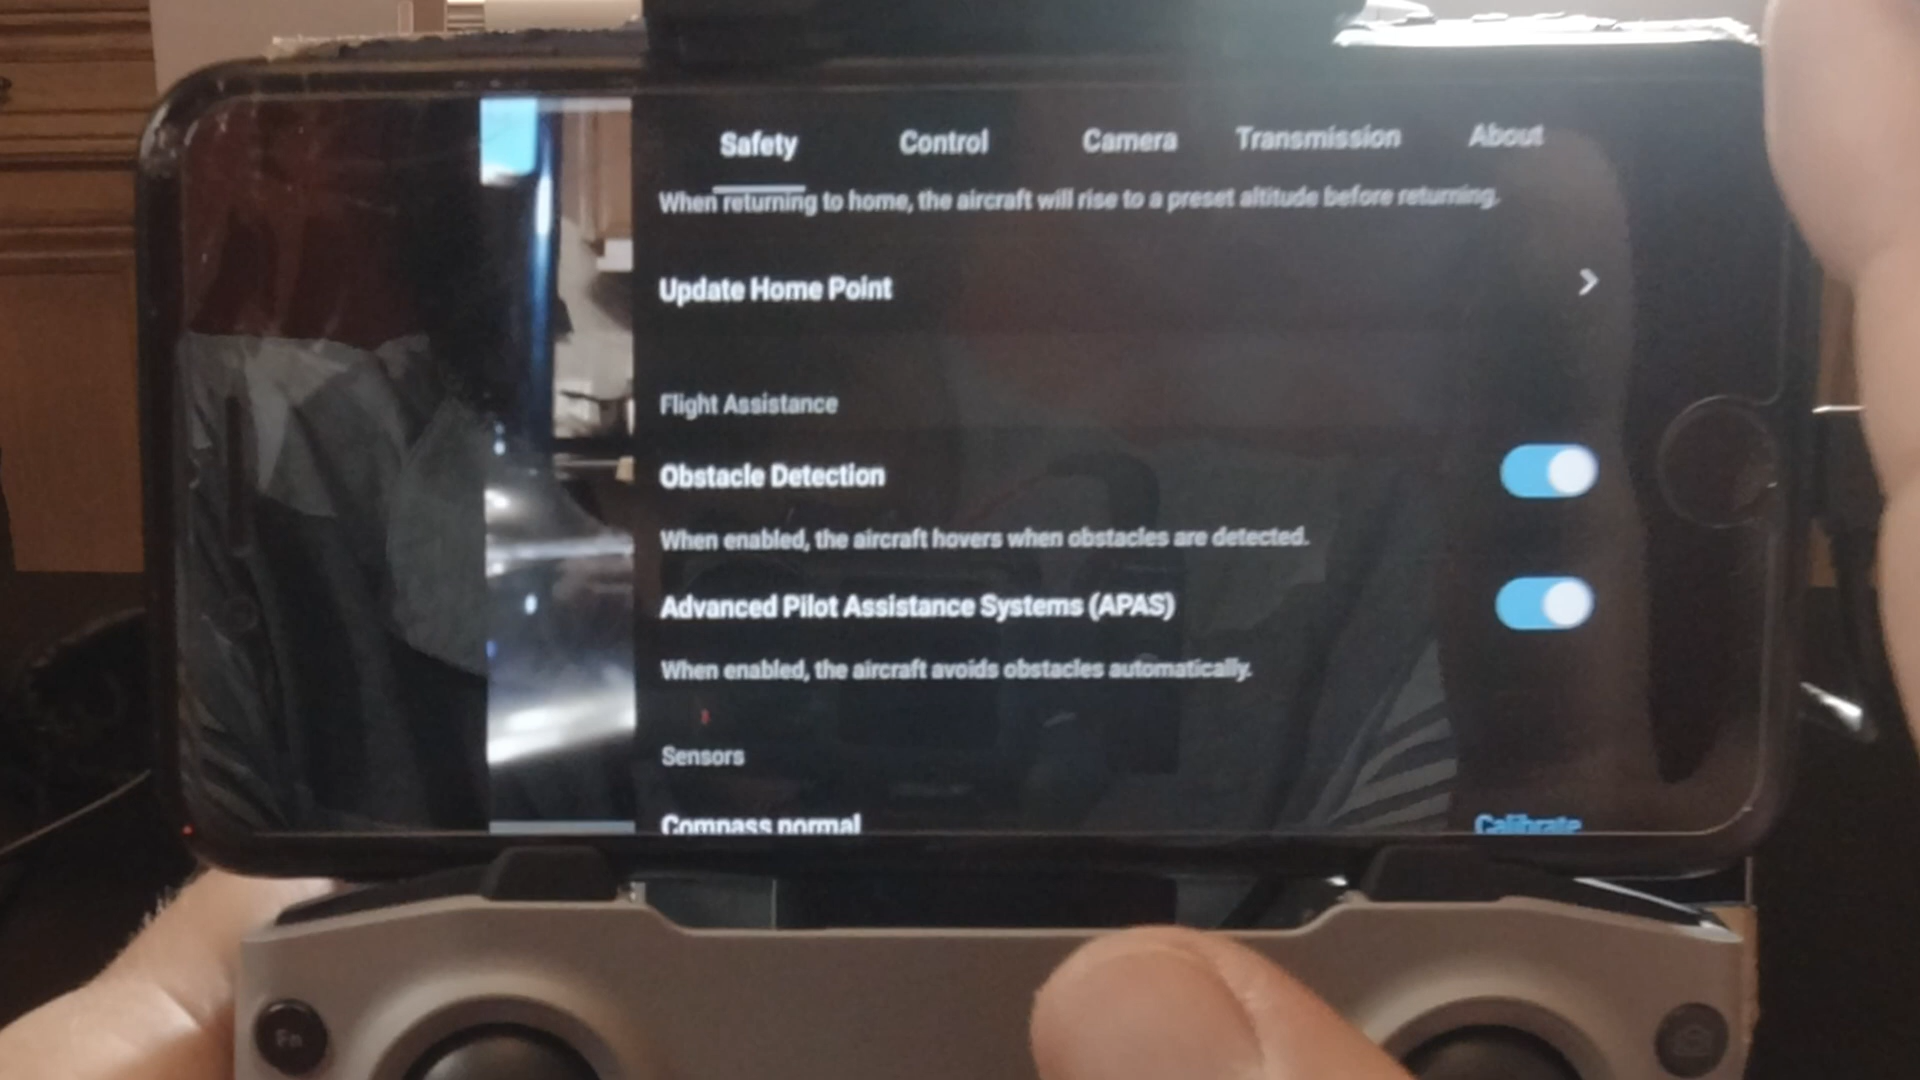 Safety Control Camera Transmission About
When returning to home, the aircraft will rise to a preset altitude before returning.
Update Home Point
Flight Assistance
Obstacle Detection
When enabled, the aircraft hovers when obstacles are detected.
Advanced Pilot Assistance Systems (APAS)
When enabled, the aircraft avoids obstacles automatically.
Sensors
Compass normal Calibrate
Fn